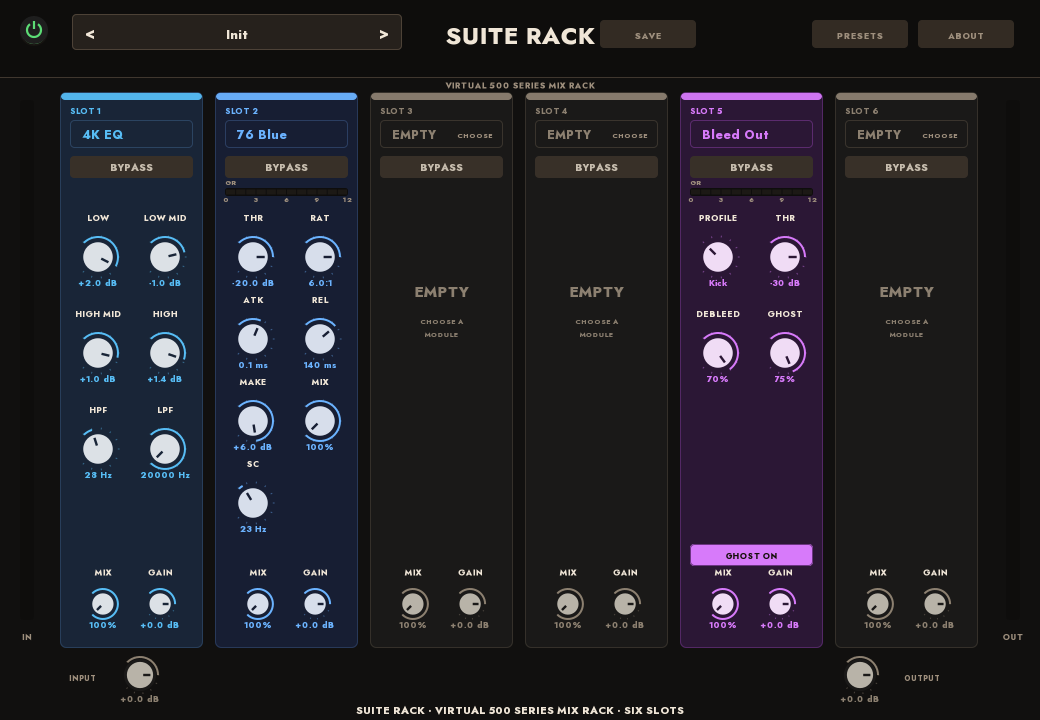 < Init >
SUITE RACK
SAVE
PRESETS
ABOUT
VIRTUAL 500 SERIES MIX RACK
SLOT 1
4K EQ
BYPASS
LOW
LOW MID
+2.0 dB
-1.0 dB
HIGH MID
HIGH
+1.0 dB
+1.4 dB
HPF
LPF
28 Hz
20000 Hz
MIX
GAIN
100%
+0.0 dB
SLOT 2
76 Blue
BYPASS
GR
0 3 6 9 12
THR
RAT
-20.0 dB
6.0:1
ATK
REL
0.1 ms
140 ms
MAKE
MIX
+6.0 dB
100%
SC
23 Hz
MIX
GAIN
100%
+0.0 dB
SLOT 3
EMPTY
CHOOSE
BYPASS
EMPTY
CHOOSE A
MODULE
MIX
GAIN
100%
+0.0 dB
SLOT 4
EMPTY
CHOOSE
BYPASS
EMPTY
CHOOSE A
MODULE
MIX
GAIN
100%
+0.0 dB
SLOT 5
Bleed Out
BYPASS
GR
0 3 6 9 12
PROFILE
THR
Kick
-30 dB
DEBLEED
GHOST
70%
75%
GHOST ON
MIX
GAIN
100%
+0.0 dB
SLOT 6
EMPTY
CHOOSE
BYPASS
EMPTY
CHOOSE A
MODULE
MIX
GAIN
100%
+0.0 dB
IN
OUT
INPUT
+0.0 dB
OUTPUT
+0.0 dB
SUITE RACK · VIRTUAL 500 SERIES MIX RACK · SIX SLOTS